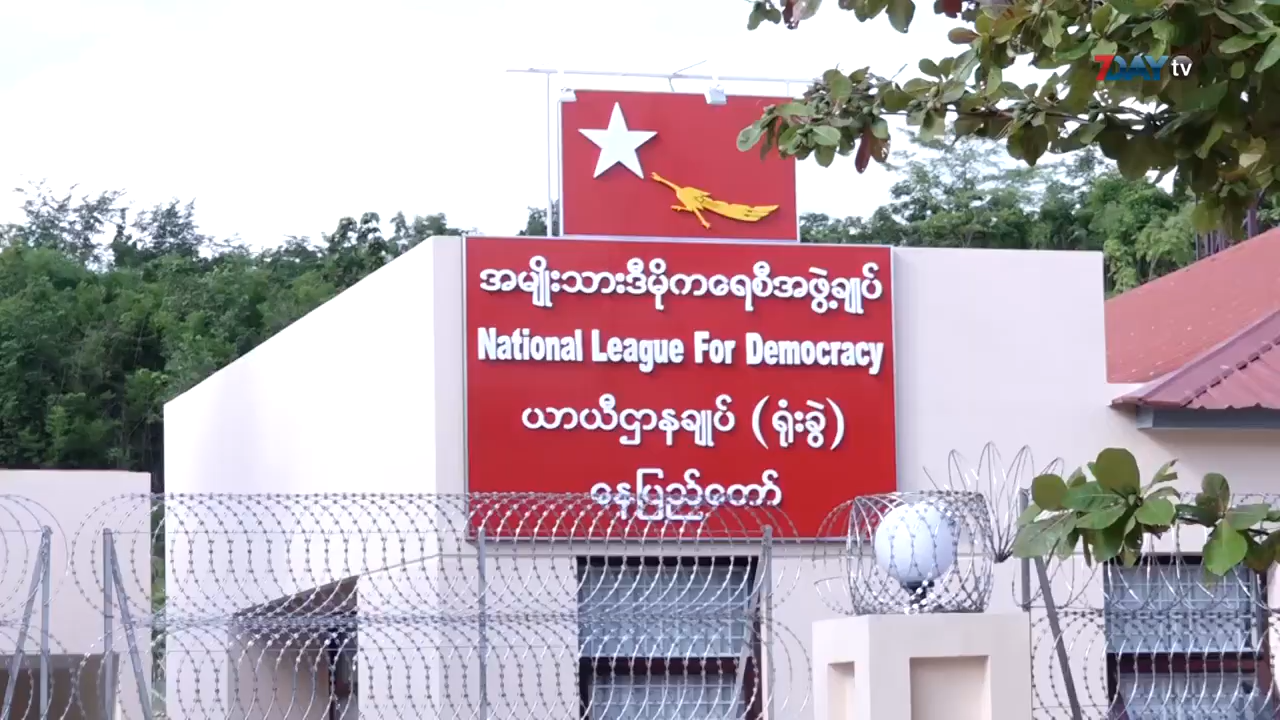 7DAY tv
အမျိုးသားဒီမိုကရေစီအဖွဲ့ချုပ်
National League For Democracy
ယာယီဌာနချုပ် (ရုံးခွဲ)
နေပြည်တော်